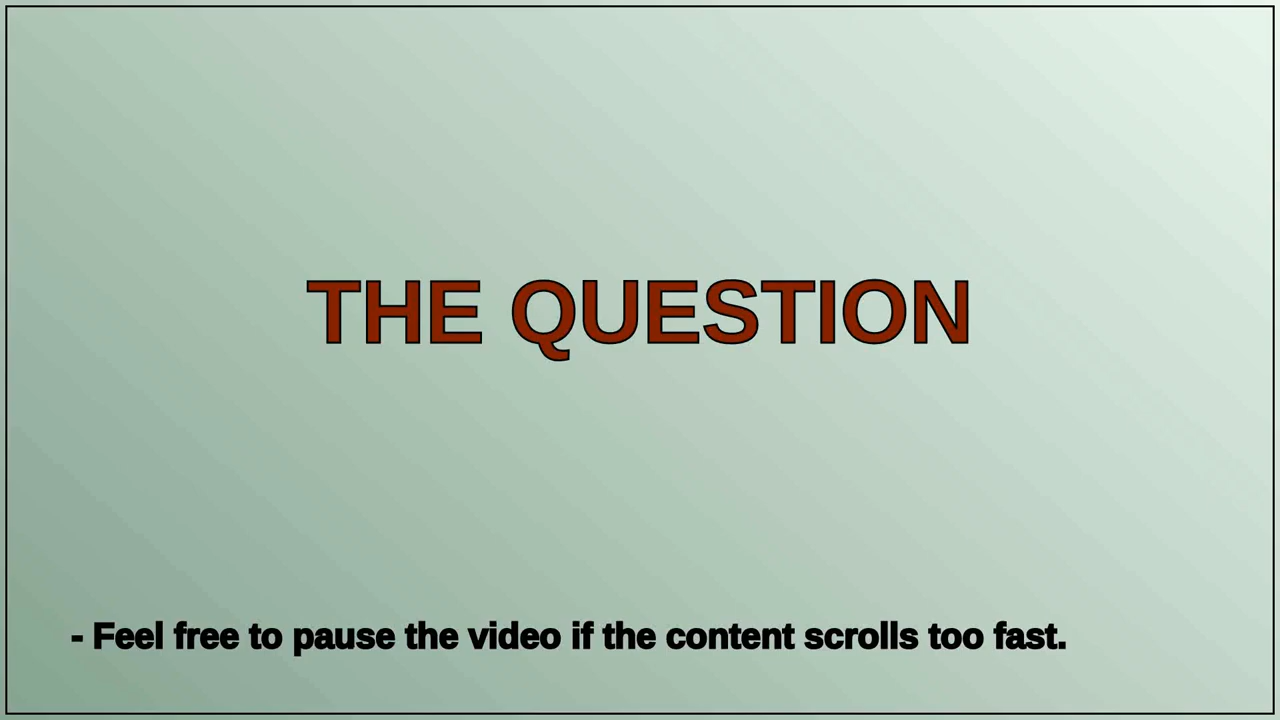 THE QUESTION
- Feel free to pause the video if the content scrolls too fast.